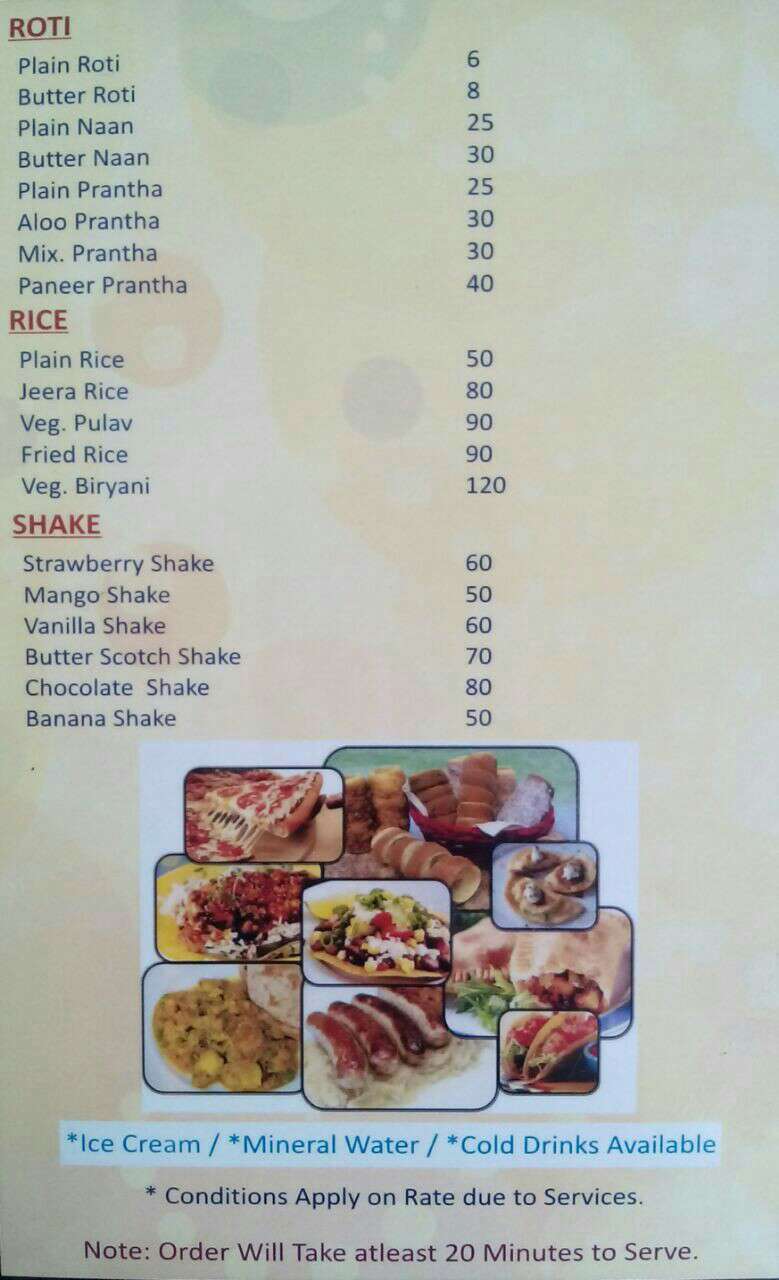 ROTI
Plain Roti 6
Butter Roti 8
Plain Naan 25
Butter Naan 30
Plain Prantha 25
Aloo Prantha 30
Mix. Prantha 30
Paneer Prantha 40
RICE
Plain Rice 50
Jeera Rice 80
Veg. Pulav 90
Fried Rice 90
Veg. Biryani 120
SHAKE
Strawberry Shake 60
Mango Shake 50
Vanilla Shake 60
Butter Scotch Shake 70
Chocolate Shake 80
Banana Shake 50
*Ice Cream / *Mineral Water / *Cold Drinks Available
* Conditions Apply on Rate due to Services.
Note: Order Will Take atleast 20 Minutes to Serve.